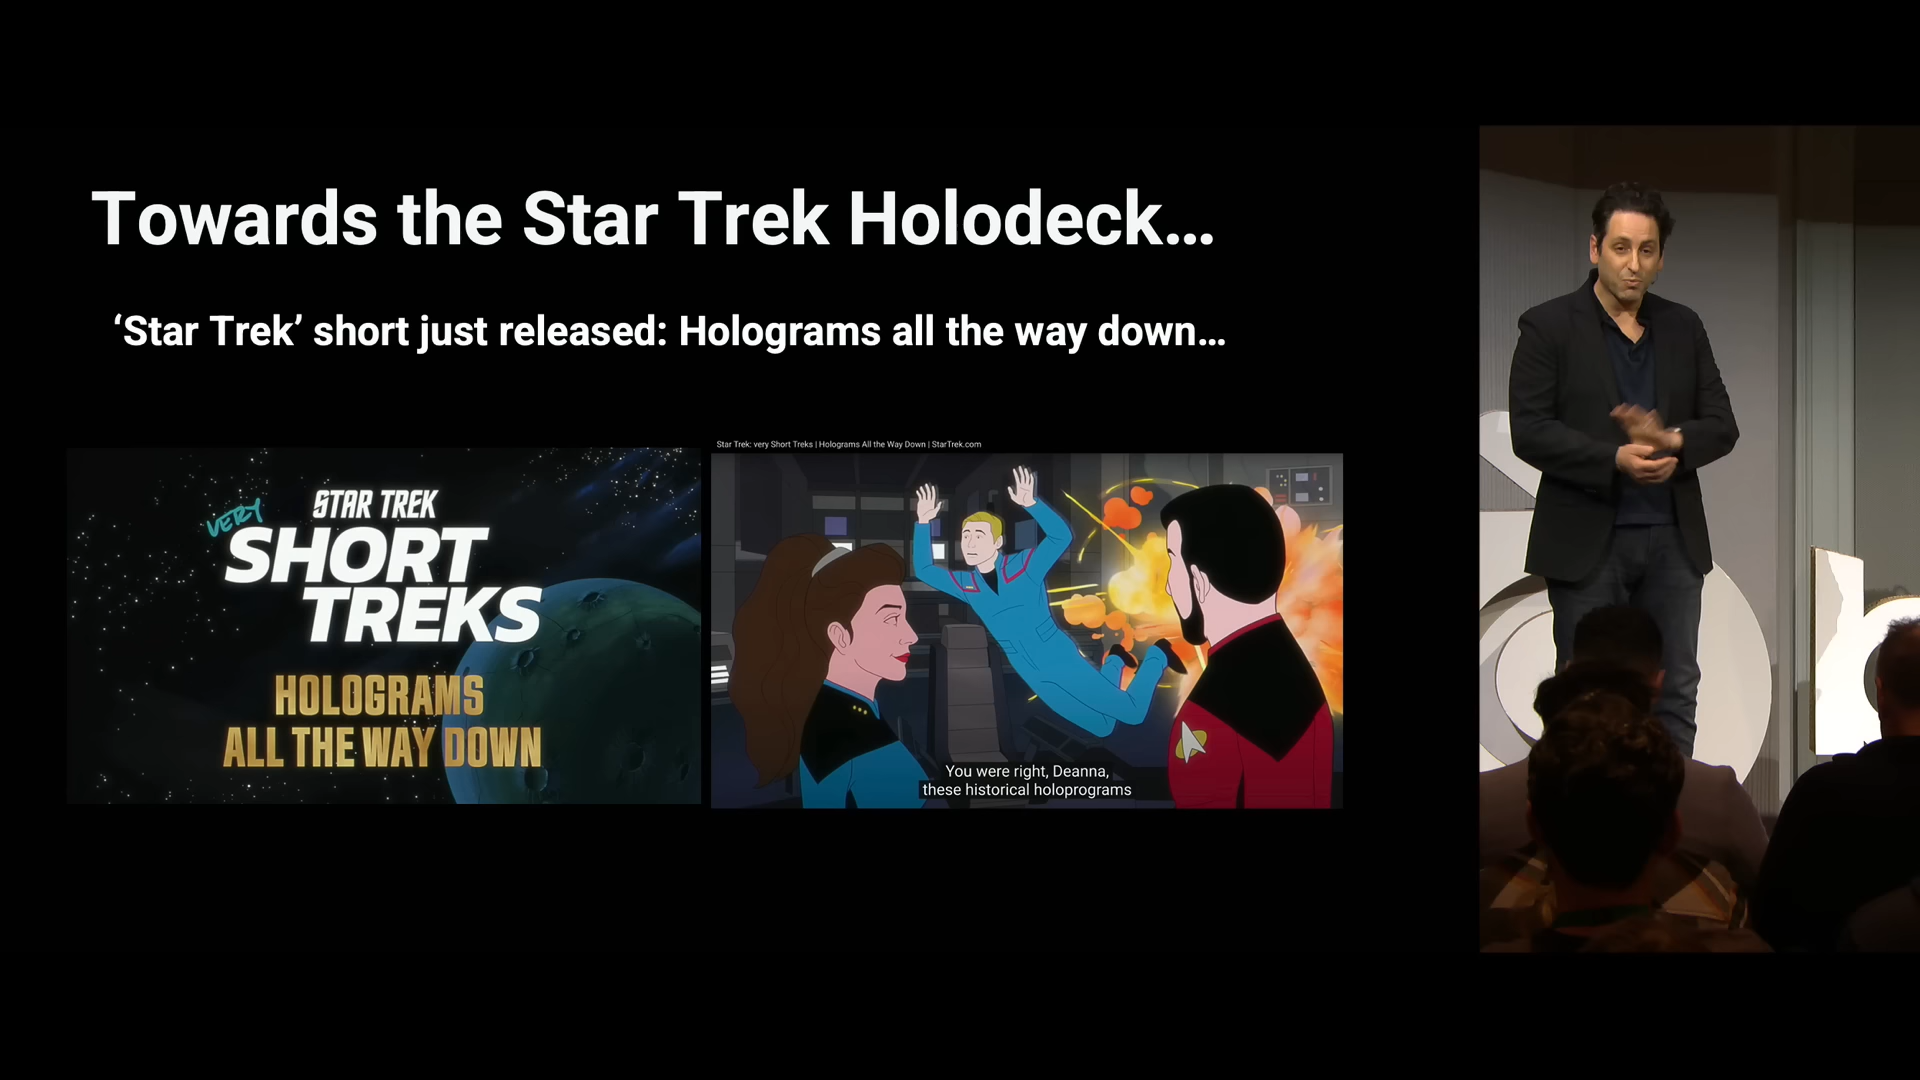 Towards the Star Trek Holodeck...
‘Star Trek’ short just released: Holograms all the way down...
Star Trek: very Short Treks | Holograms All the Way Down | StarTrek.com
STAR TREK
VERY
SHORT
TREKS
HOLOGRAMS
ALL THE WAY DOWN
You were right, Deanna,
these historical holoprograms